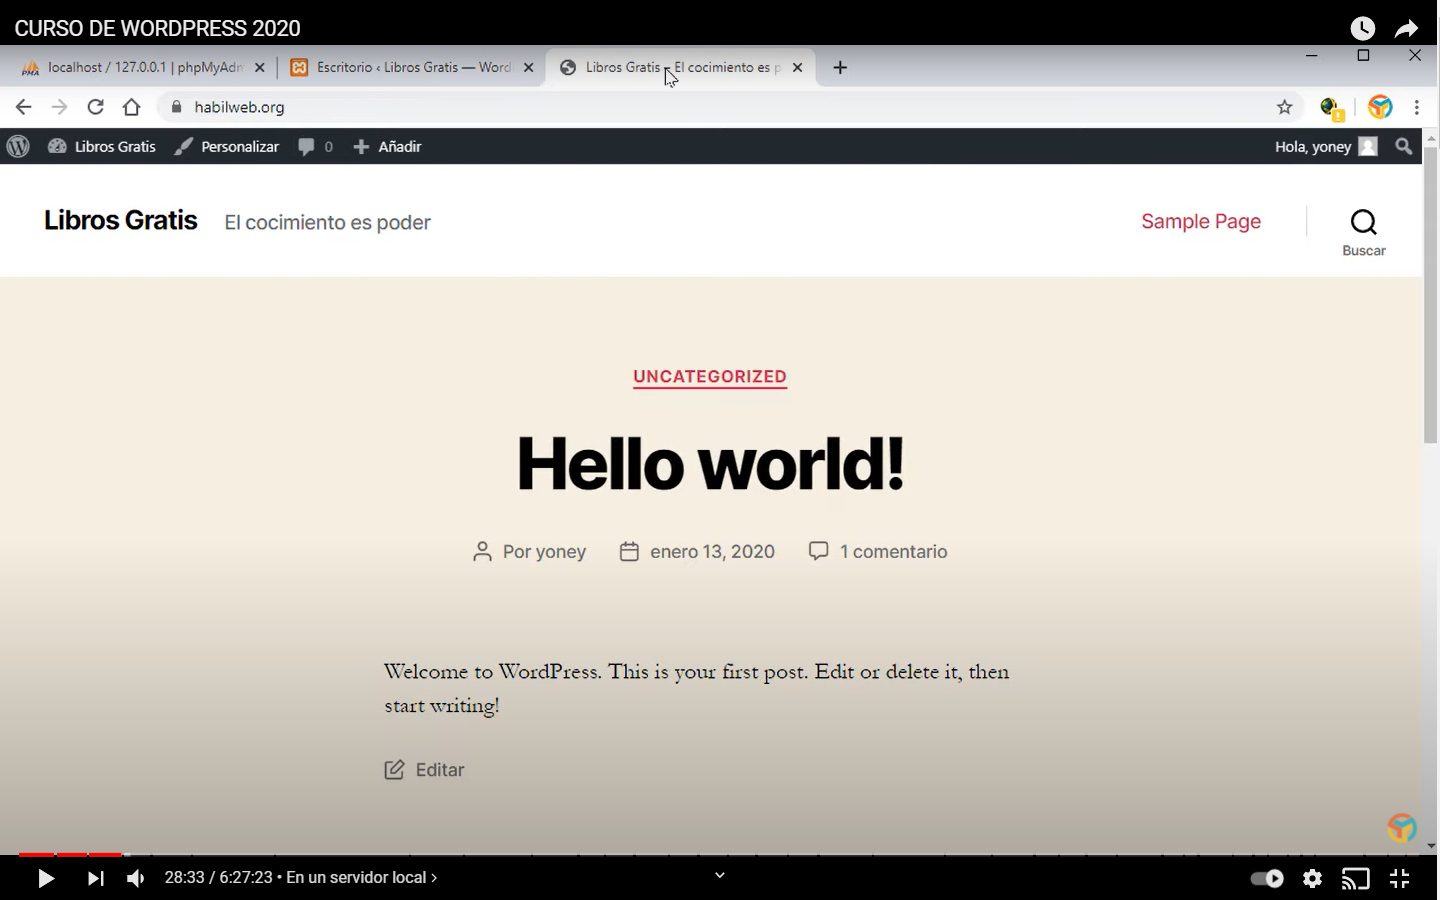 CURSO DE WORDPRESS 2020
localhost / 127.0.0.1 | phpMyAdn
Escritorio ‹ Libros Gratis — Word
Libros Gratis – El cocimiento es p
habilweb.org
Libros Gratis
Personalizar
0
Añadir
Hola, yoney
Libros Gratis
El cocimiento es poder
Sample Page
Buscar
UNCATEGORIZED
Hello world!
Por yoney
enero 13, 2020
1 comentario
Welcome to WordPress. This is your first post. Edit or delete it, then
start writing!
Editar
28:33 / 6:27:23 • En un servidor local ›